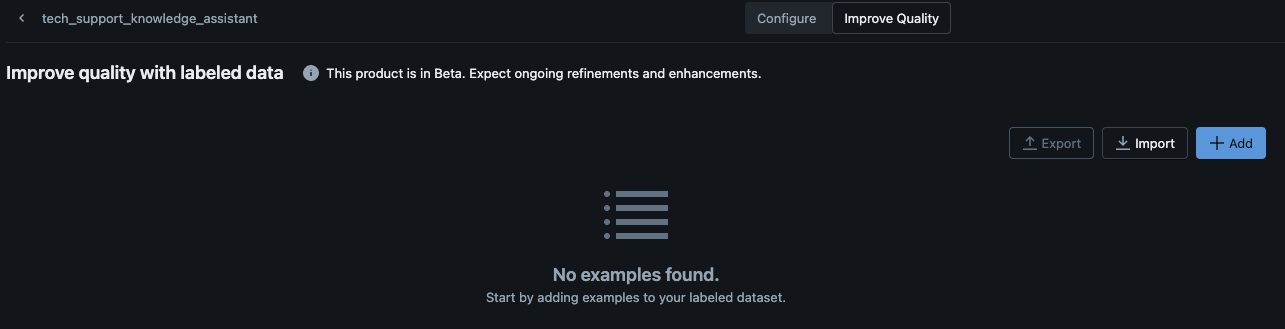 tech_support_knowledge_assistant
Configure
Improve Quality
Improve quality with labeled data
This product is in Beta. Expect ongoing refinements and enhancements.
Export
Import
Add
No examples found.
Start by adding examples to your labeled dataset.